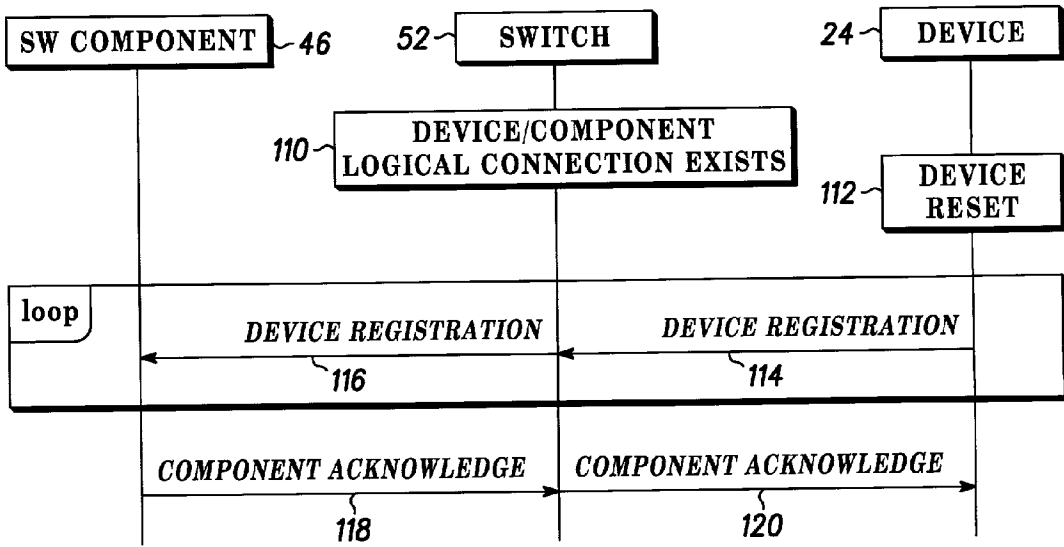 SW COMPONENT
46
52
SWITCH
24
DEVICE
110
DEVICE/COMPONENT
LOGICAL CONNECTION EXISTS
112
DEVICE
RESET
loop
DEVICE REGISTRATION
116
DEVICE REGISTRATION
114
COMPONENT ACKNOWLEDGE
118
COMPONENT ACKNOWLEDGE
120